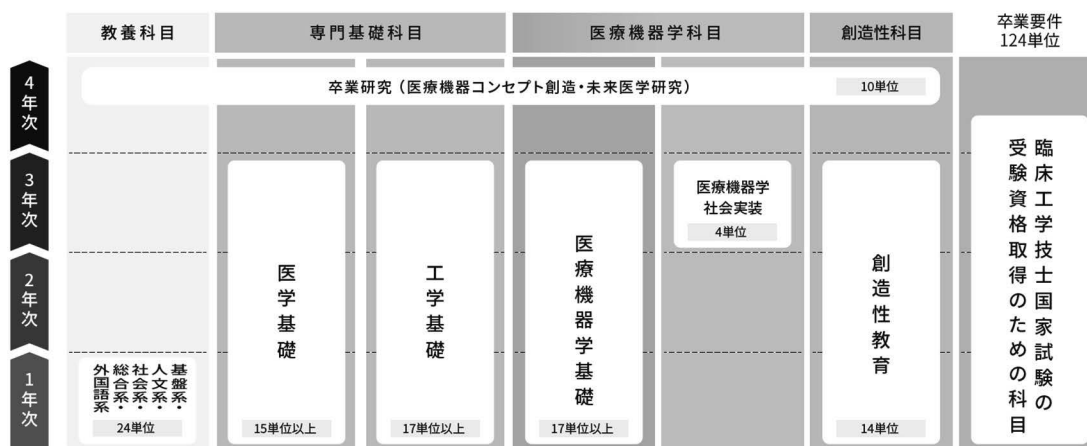 教養科目
専門基礎科目
医療機器学科目
創造性科目
卒業要件
124単位
4年次
卒業研究（医療機器コンセプト創造・未来医学研究）
10単位
3年次
2年次
1年次
基盤系・
人文系・
社会系・
総合系・
外国語系
24単位
医学基礎
15単位以上
工学基礎
17単位以上
医療機器学基礎
17単位以上
医療機器学
社会実装
4単位
創造性教育
14単位
臨床工学技士国家試験の
受験資格取得のための科目